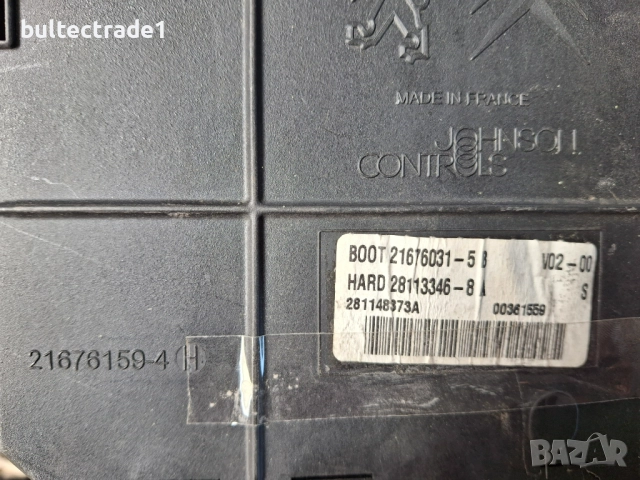 bultectrade1
MADE IN FRANCE
JOHNSON
CONTROLS
BOOT 21676031-5 B V02-00
HARD 28113346-8 A S
281148373A 00361559
21676159-4 H
BAZAR